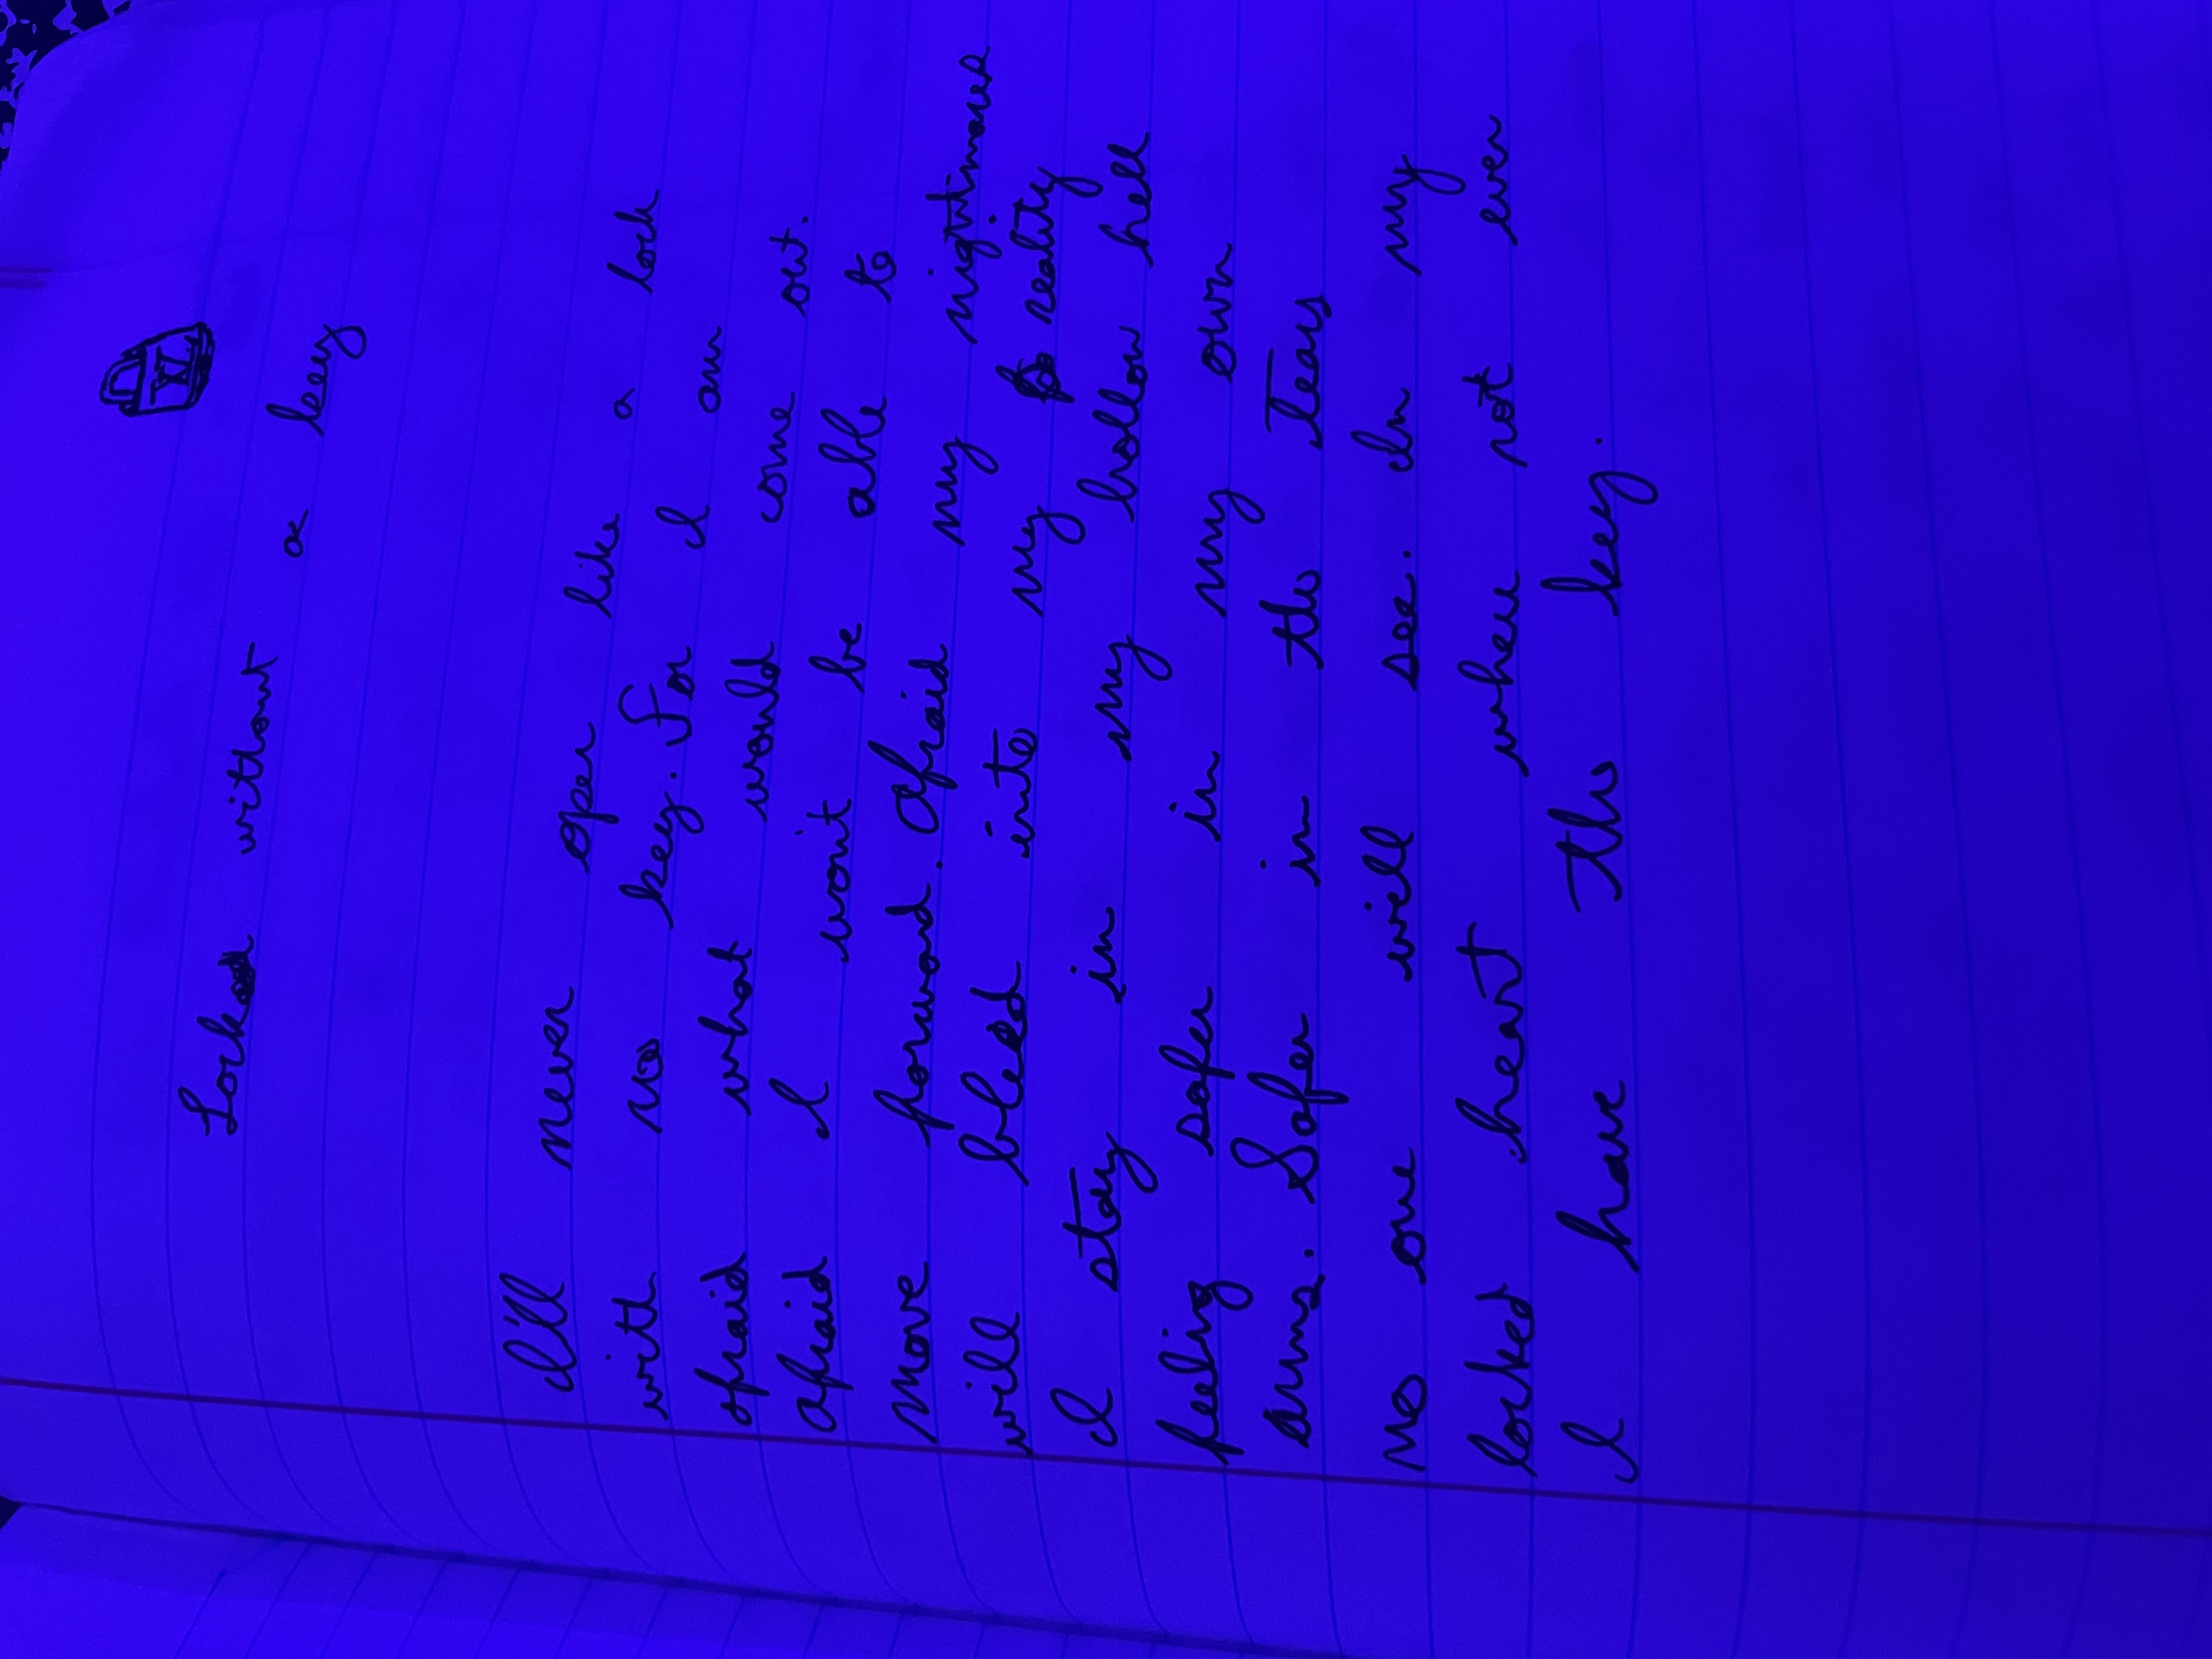 XL
Locked without a key
I'll never open like a lock
with no key. For I am
afraid what would come out.
Afraid I won't be able to
move forward. Afraid my nightmares
will bleed into my reality
I stay in my hollow hell
feeling safer in my own
arms. Safer in the tears
no one will see. In my
locked heart where not even
I have the key.